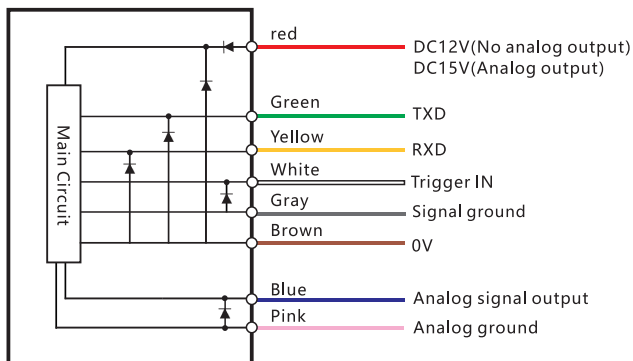 red
DC12V(No analog output)
DC15V(Analog output)
Green
TXD
Yellow
RXD
Main Circuit
White
Trigger IN
Gray
Signal ground
Brown
0V
Blue
Analog signal output
Pink
Analog ground